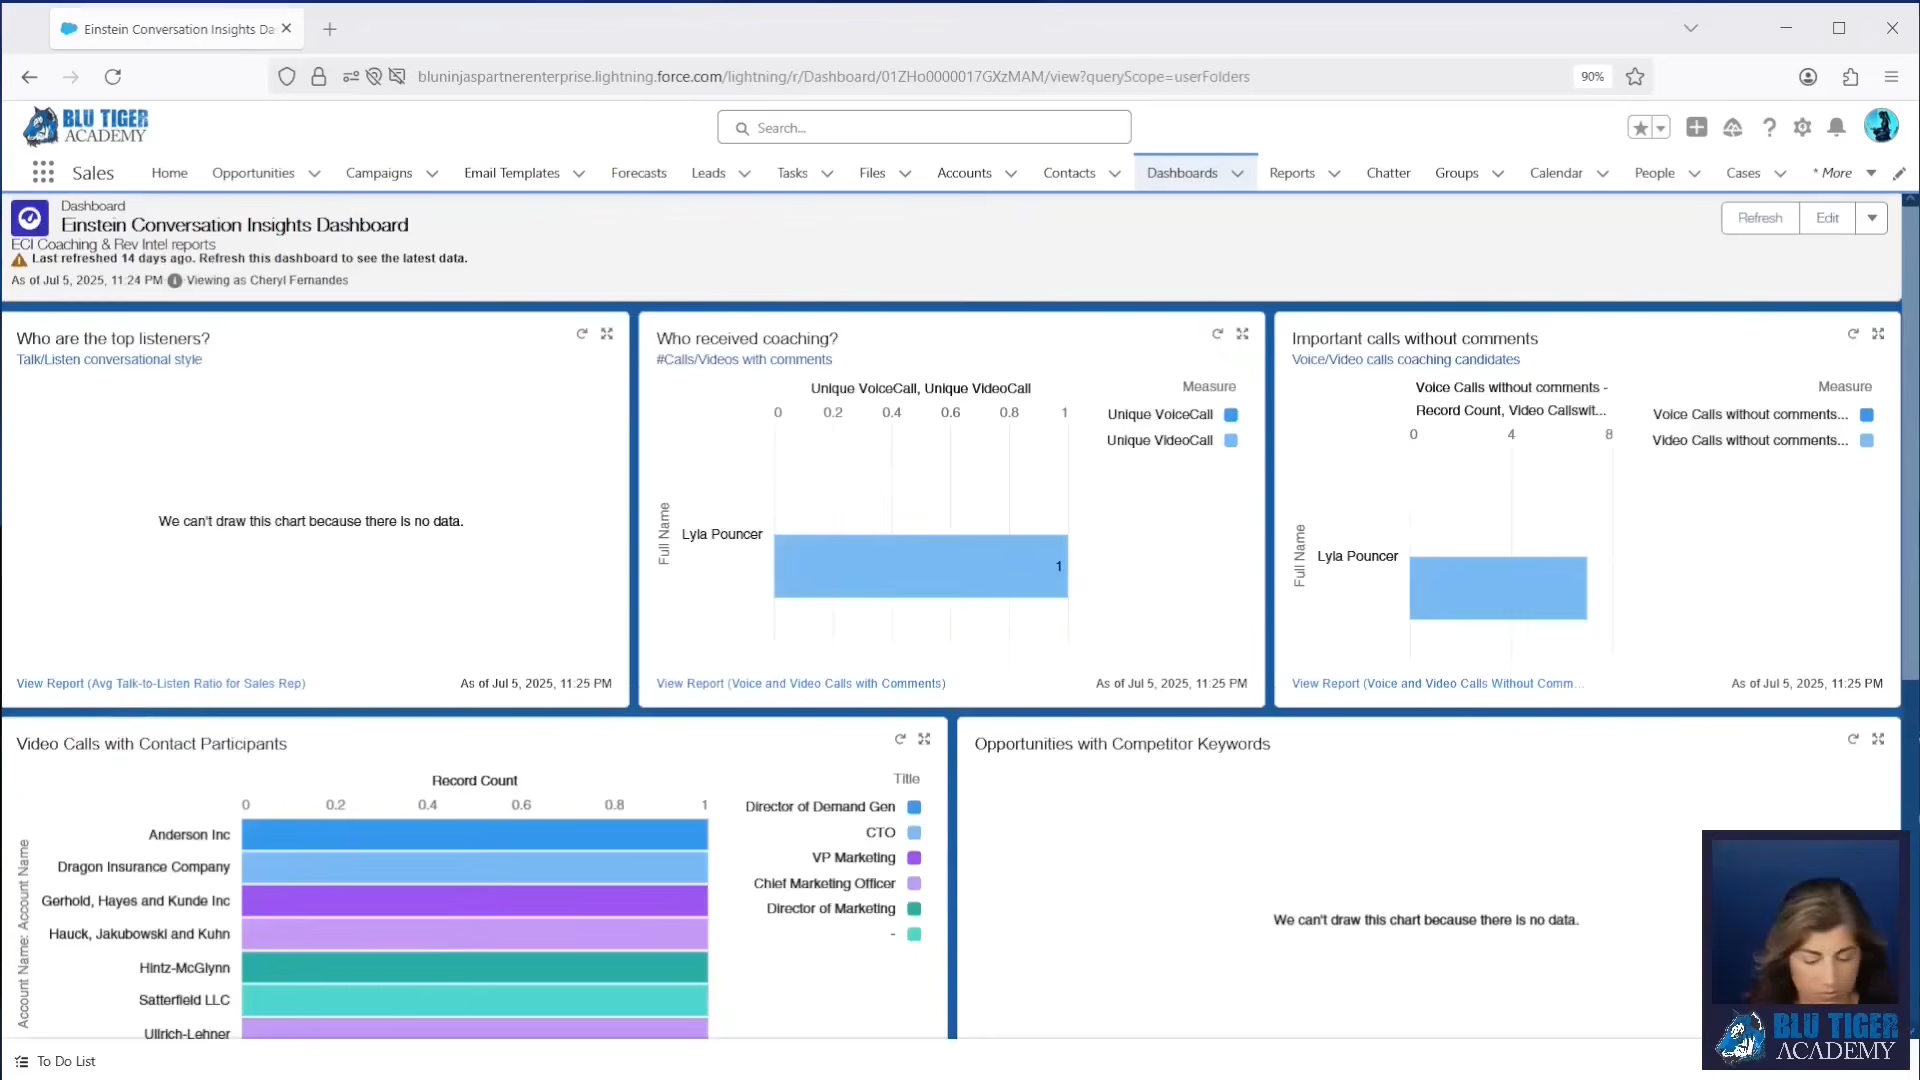 Einstein Conversation Insights Da
bluninjaspartnerenterprise.lightning.force.com/lightning/r/Dashboard/01ZHo0000017GXzMAM/view?queryScope=userFolders
90%
BLU TIGER
ACADEMY
Search...
Sales
Home
Opportunities
Campaigns
Email Templates
Forecasts
Leads
Tasks
Files
Accounts
Contacts
Dashboards
Reports
Chatter
Groups
Calendar
People
Cases
* More
Dashboard
Einstein Conversation Insights Dashboard
ECI Coaching & Rev Intel reports
Last refreshed 14 days ago. Refresh this dashboard to see the latest data.
As of Jul 5, 2025, 11:24 PM Viewing as Cheryl Fernandes
Refresh
Edit
Who are the top listeners?
Talk/Listen conversational style
We can't draw this chart because there is no data.
View Report (Avg Talk-to-Listen Ratio for Sales Rep)
As of Jul 5, 2025, 11:25 PM
Who received coaching?
#Calls/Videos with comments
Unique VoiceCall, Unique VideoCall
0 0.2 0.4 0.6 0.8 1
Measure
Unique VoiceCall
Unique VideoCall
Full Name
Lyla Pouncer
1
View Report (Voice and Video Calls with Comments)
As of Jul 5, 2025, 11:25 PM
Important calls without comments
Voice/Video calls coaching candidates
Voice Calls without comments -
Record Count, Video Callswit...
0 4 8
Measure
Voice Calls without comments...
Video Calls without comments...
Full Name
Lyla Pouncer
View Report (Voice and Video Calls Without Comm...
As of Jul 5, 2025, 11:25 PM
Video Calls with Contact Participants
Record Count
0 0.2 0.4 0.6 0.8 1
Account Name: Account Name
Anderson Inc
Dragon Insurance Company
Gerhold, Hayes and Kunde Inc
Hauck, Jakubowski and Kuhn
Hintz-McGlynn
Satterfield LLC
Ullrich-Lehner
Title
Director of Demand Gen
CTO
VP Marketing
Chief Marketing Officer
Director of Marketing
-
Opportunities with Competitor Keywords
We can't draw this chart because there is no data.
BLU TIGER
ACADEMY
To Do List